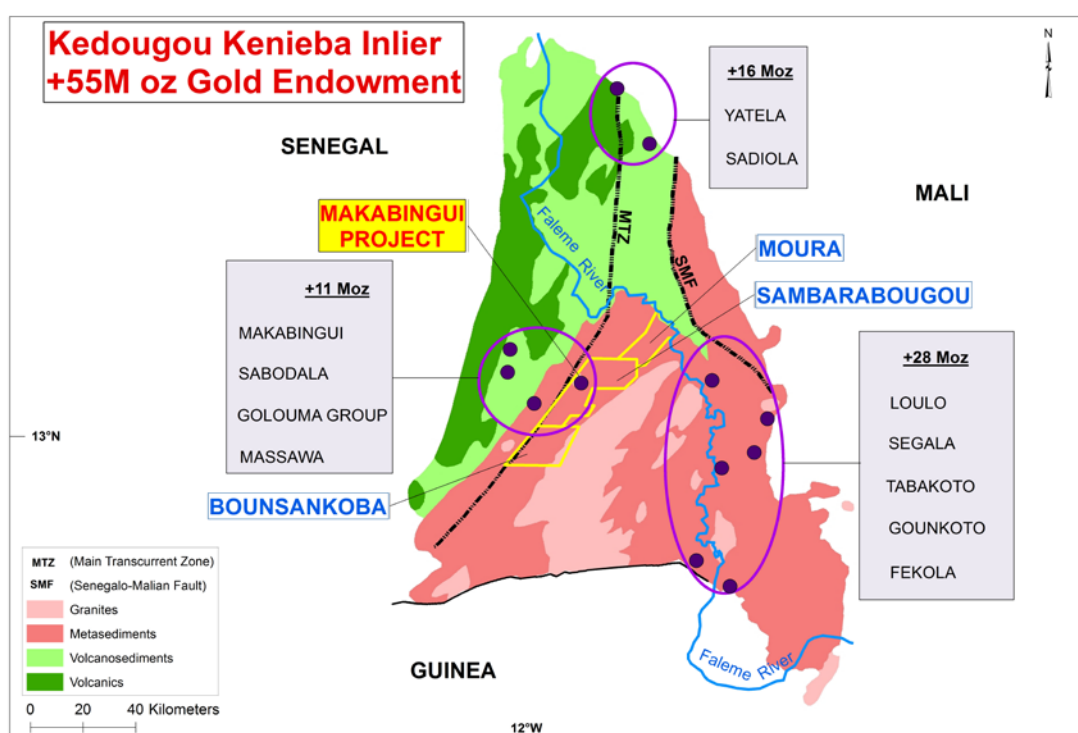 Kedougou Kenieba Inlier
+55M oz Gold Endowment
N
+16 Moz
YATELA
SADIOLA
SENEGAL
MALI
MAKABINGUI
PROJECT
Faleme River
MTZ
SMF
MOURA
SAMBARABOUGOU
+11 Moz
MAKABINGUI
SABODALA
GOLOUMA GROUP
MASSAWA
+28 Moz
LOULO
SEGALA
TABAKOTO
GOUNKOTO
FEKOLA
13°N
BOUNSANKOBA
MTZ (Main Transcurrent Zone)
SMF (Senegalo-Malian Fault)
Granites
Metasediments
Volcanosediments
Volcanics
0 20 40 Kilometers
GUINEA
Faleme River
12°W